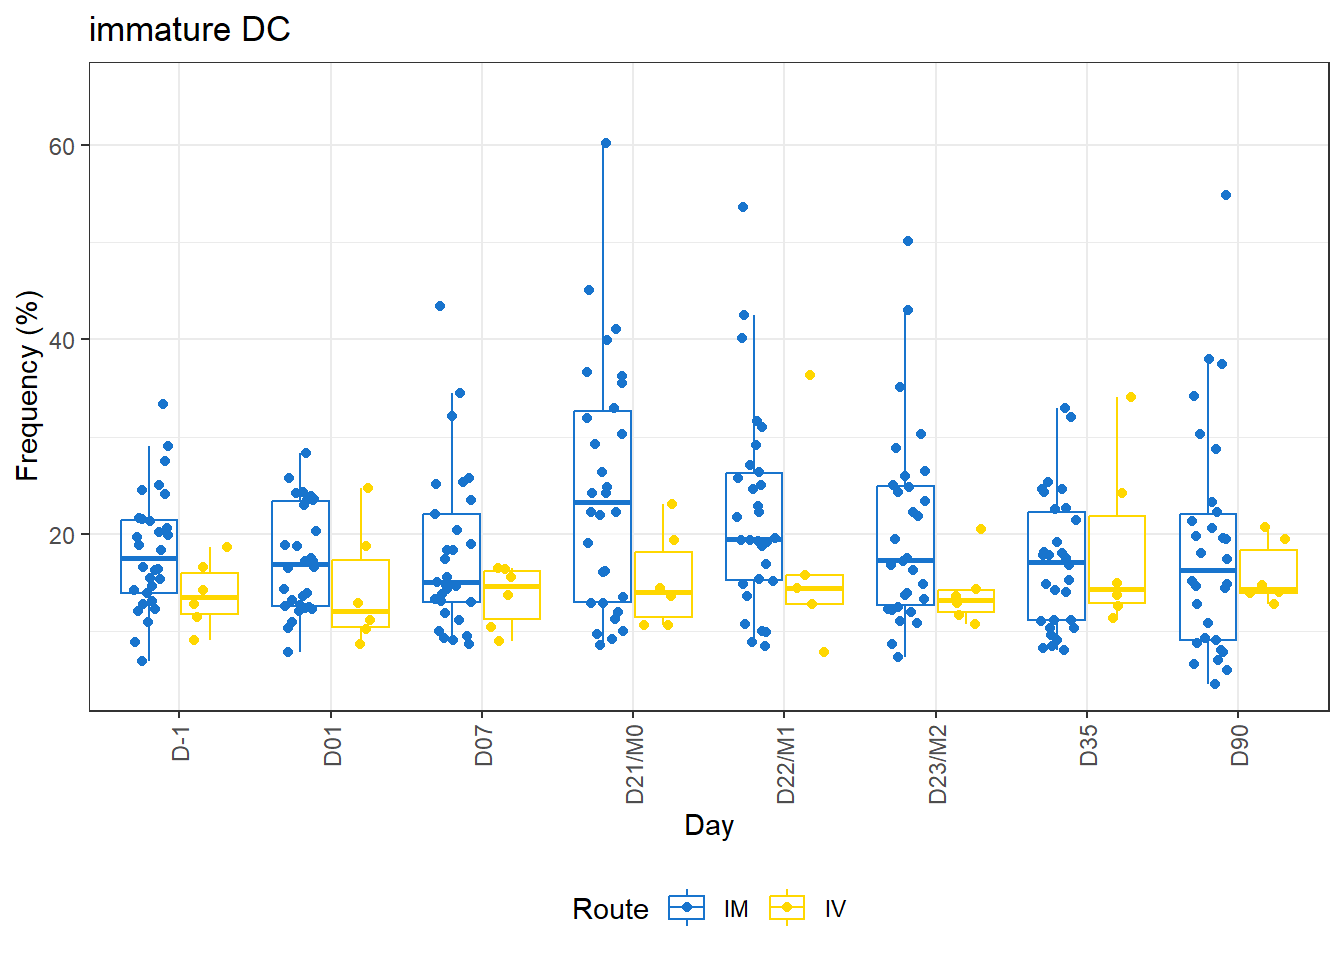 immature DC
Frequency (%)
60
40
20
D-1
D01
D07
D21/M0
D22/M1
D23/M2
D35
D90
Day
Route IM IV